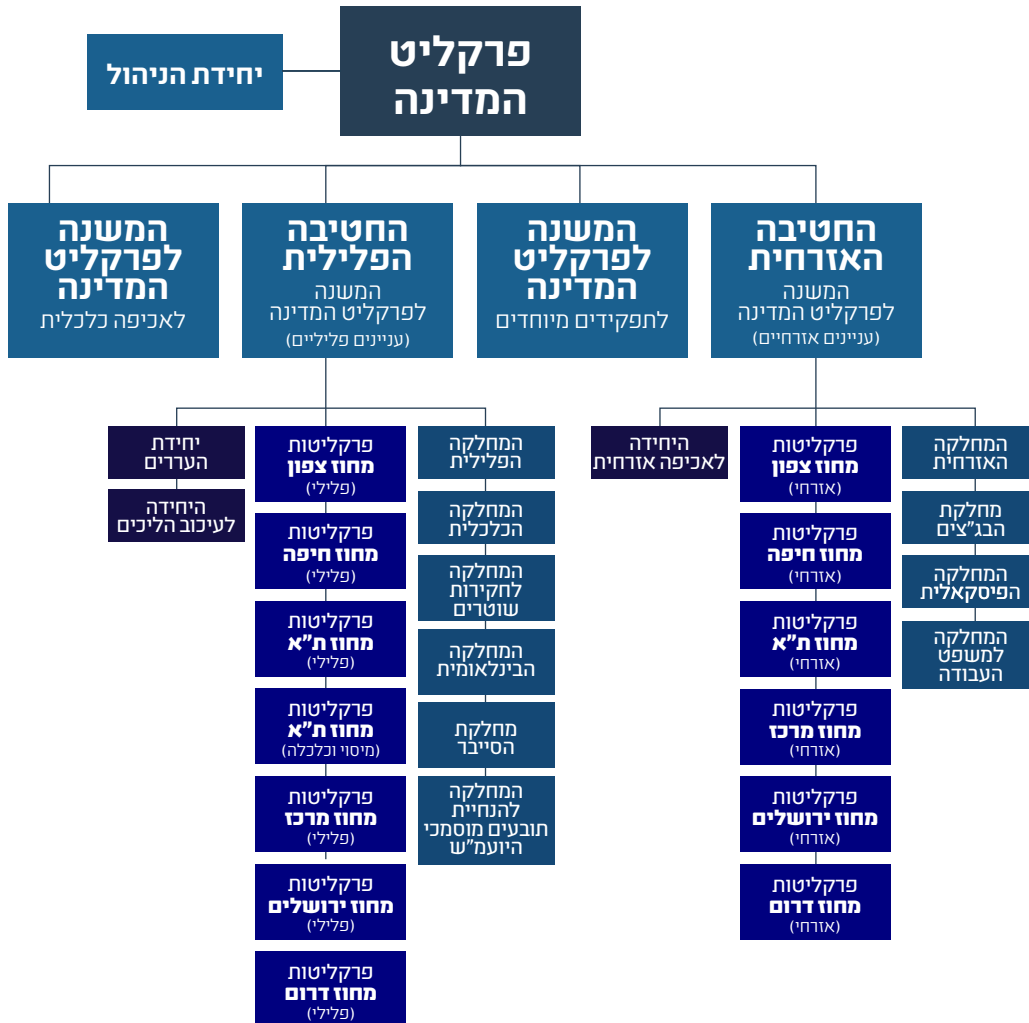 פרקליט
המדינה
יחידת הניהול
החטיבה
האזרחית
המשנה
לפרקליט המדינה
(עניינים אזרחיים)
המשנה
לפרקליט
המדינה
לתפקידים מיוחדים
החטיבה
הפלילית
המשנה
לפרקליט המדינה
(עניינים פליליים)
המשנה
לפרקליט
המדינה
לאכיפה כלכלית
המחלקה
האזרחית
מחלקת
הבג"צים
המחלקה
הפיסקאלית
המחלקה
למשפט
העבודה
פרקליטות
מחוז צפון
(אזרחי)
פרקליטות
מחוז חיפה
(אזרחי)
פרקליטות
מחוז ת"א
(אזרחי)
פרקליטות
מחוז מרכז
(אזרחי)
פרקליטות
מחוז ירושלים
(אזרחי)
פרקליטות
מחוז דרום
(אזרחי)
היחידה
לאכיפה אזרחית
המחלקה
הפלילית
המחלקה
הכלכלית
המחלקה
לחקירות
שוטרים
המחלקה
הבינלאומית
מחלקת
הסייבר
המחלקה
להנחיית
תובעים מוסמכי
היועמ"ש
פרקליטות
מחוז צפון
(פלילי)
פרקליטות
מחוז חיפה
(פלילי)
פרקליטות
מחוז ת"א
(פלילי)
פרקליטות
מחוז ת"א
(מיסוי וכלכלה)
פרקליטות
מחוז מרכז
(פלילי)
פרקליטות
מחוז ירושלים
(פלילי)
פרקליטות
מחוז דרום
(פלילי)
יחידת
העררים
היחידה
לעיכוב הליכים